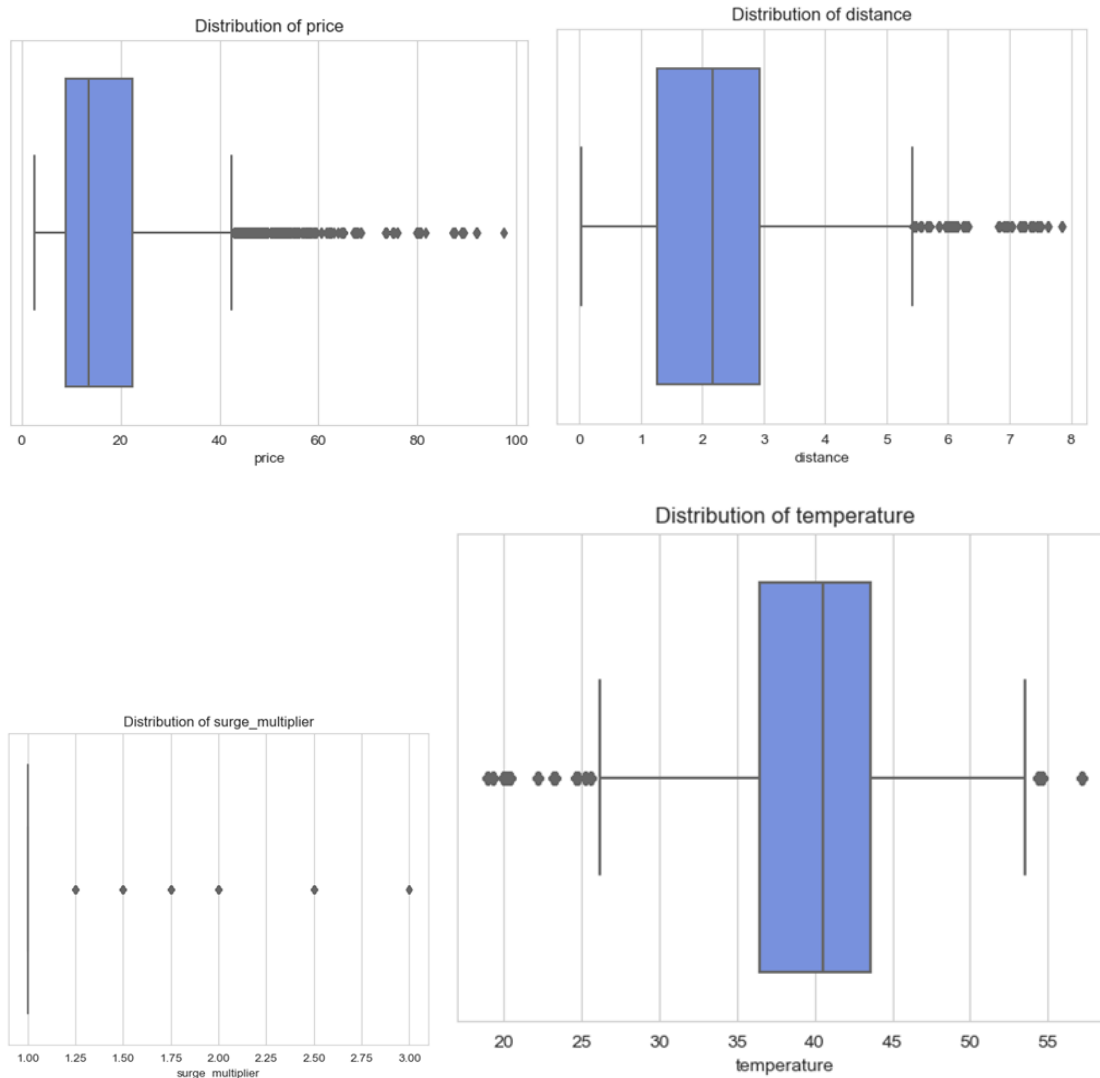 Distribution of price
0 20 40 60 80 100
price
Distribution of distance
0 1 2 3 4 5 6 7 8
distance
Distribution of surge_multiplier
1.00 1.25 1.50 1.75 2.00 2.25 2.50 2.75 3.00
surge_multiplier
Distribution of temperature
20 25 30 35 40 45 50 55
temperature